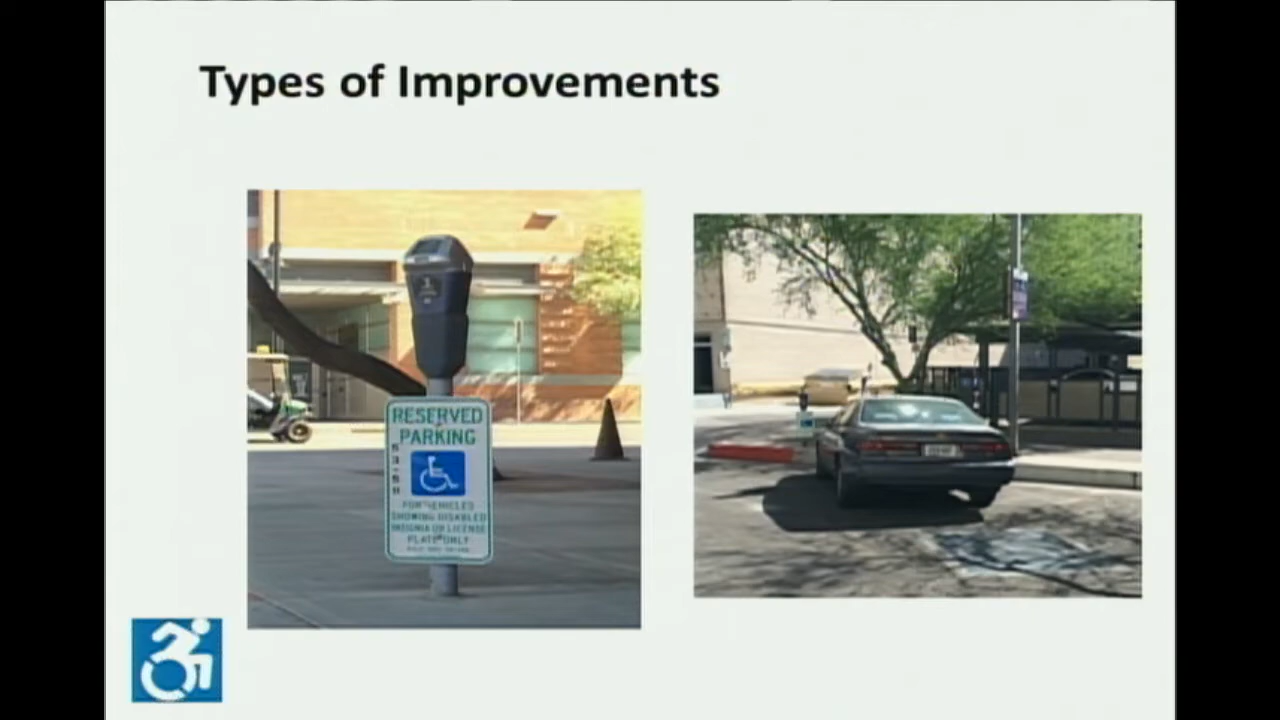 Types of Improvements
RESERVED
PARKING
FOR VEHICLES
SHOWING DISABLED
INSIGNIA OR LICENSE
PLATE ONLY